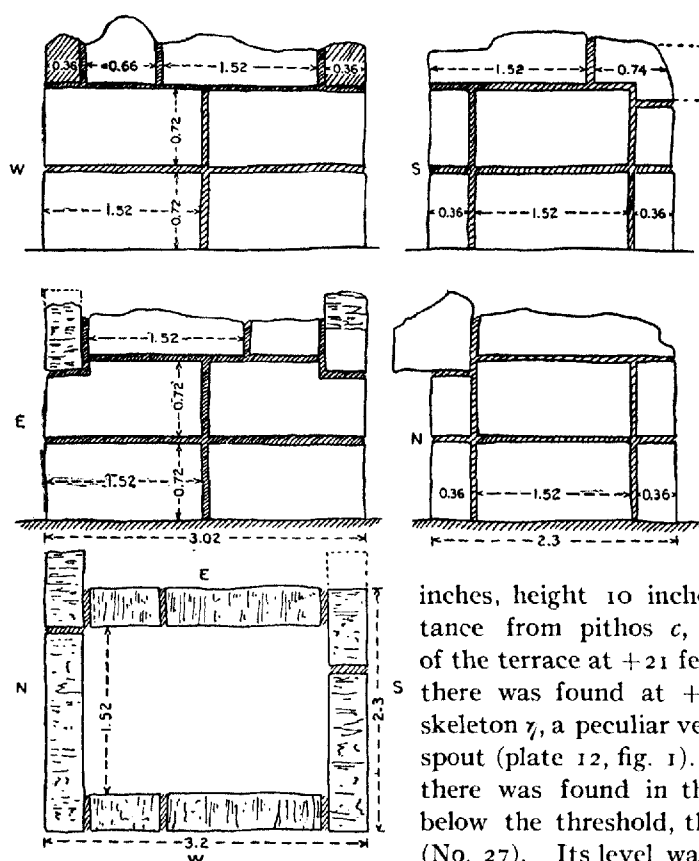 0.36 0.66 1.52 0.36
0.72
W
1.52 0.72
1.52 0.74
S
0.36 1.52 0.36
1.52
0.72
E
1.52 0.72
3.02
N
0.36 1.52 0.36
2.3
E
N 1.52 S 2.3
3.2
W
inches, height 10 inche
tance from pithos c,
of the terrace at +21 fe
there was found at +
skeleton η, a peculiar ve
spout (plate 12, fig. 1).
there was found in th
below the threshold, th
(No. 27). Its level wa